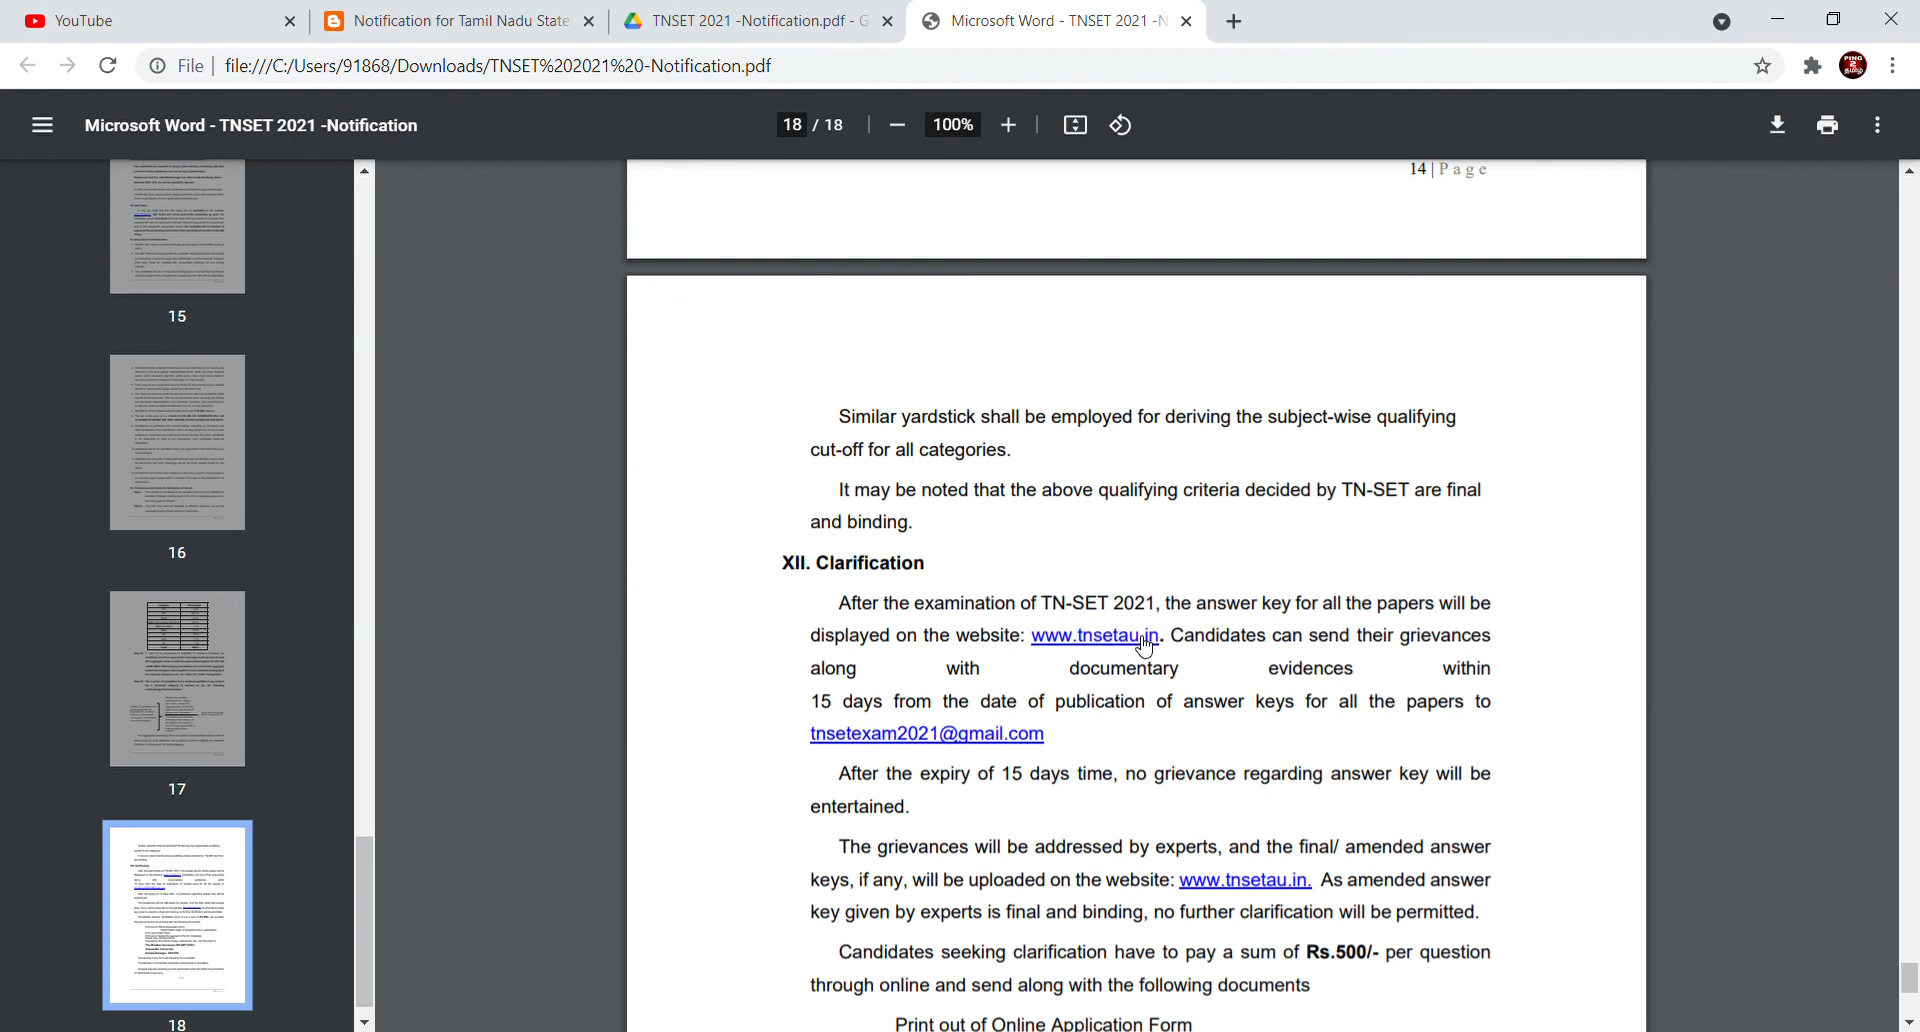 YouTube
Notification for Tamil Nadu State
TNSET 2021 -Notification.pdf - G
Microsoft Word - TNSET 2021 -N
File
file:///C:/Users/91868/Downloads/TNSET%202021%20-Notification.pdf
PING
Microsoft Word - TNSET 2021 -Notification
18 / 18
100%
15
16
17
18
14 | Page
Similar yardstick shall be employed for deriving the subject-wise qualifying
cut-off for all categories.
It may be noted that the above qualifying criteria decided by TN-SET are final
and binding.
XII. Clarification
After the examination of TN-SET 2021, the answer key for all the papers will be
displayed on the website: www.tnsetau.in. Candidates can send their grievances
along with documentary evidences within
15 days from the date of publication of answer keys for all the papers to
tnsetexam2021@gmail.com
After the expiry of 15 days time, no grievance regarding answer key will be
entertained.
The grievances will be addressed by experts, and the final/ amended answer
keys, if any, will be uploaded on the website: www.tnsetau.in. As amended answer
key given by experts is final and binding, no further clarification will be permitted.
Candidates seeking clarification have to pay a sum of Rs.500/- per question
through online and send along with the following documents
Print out of Online Application Form